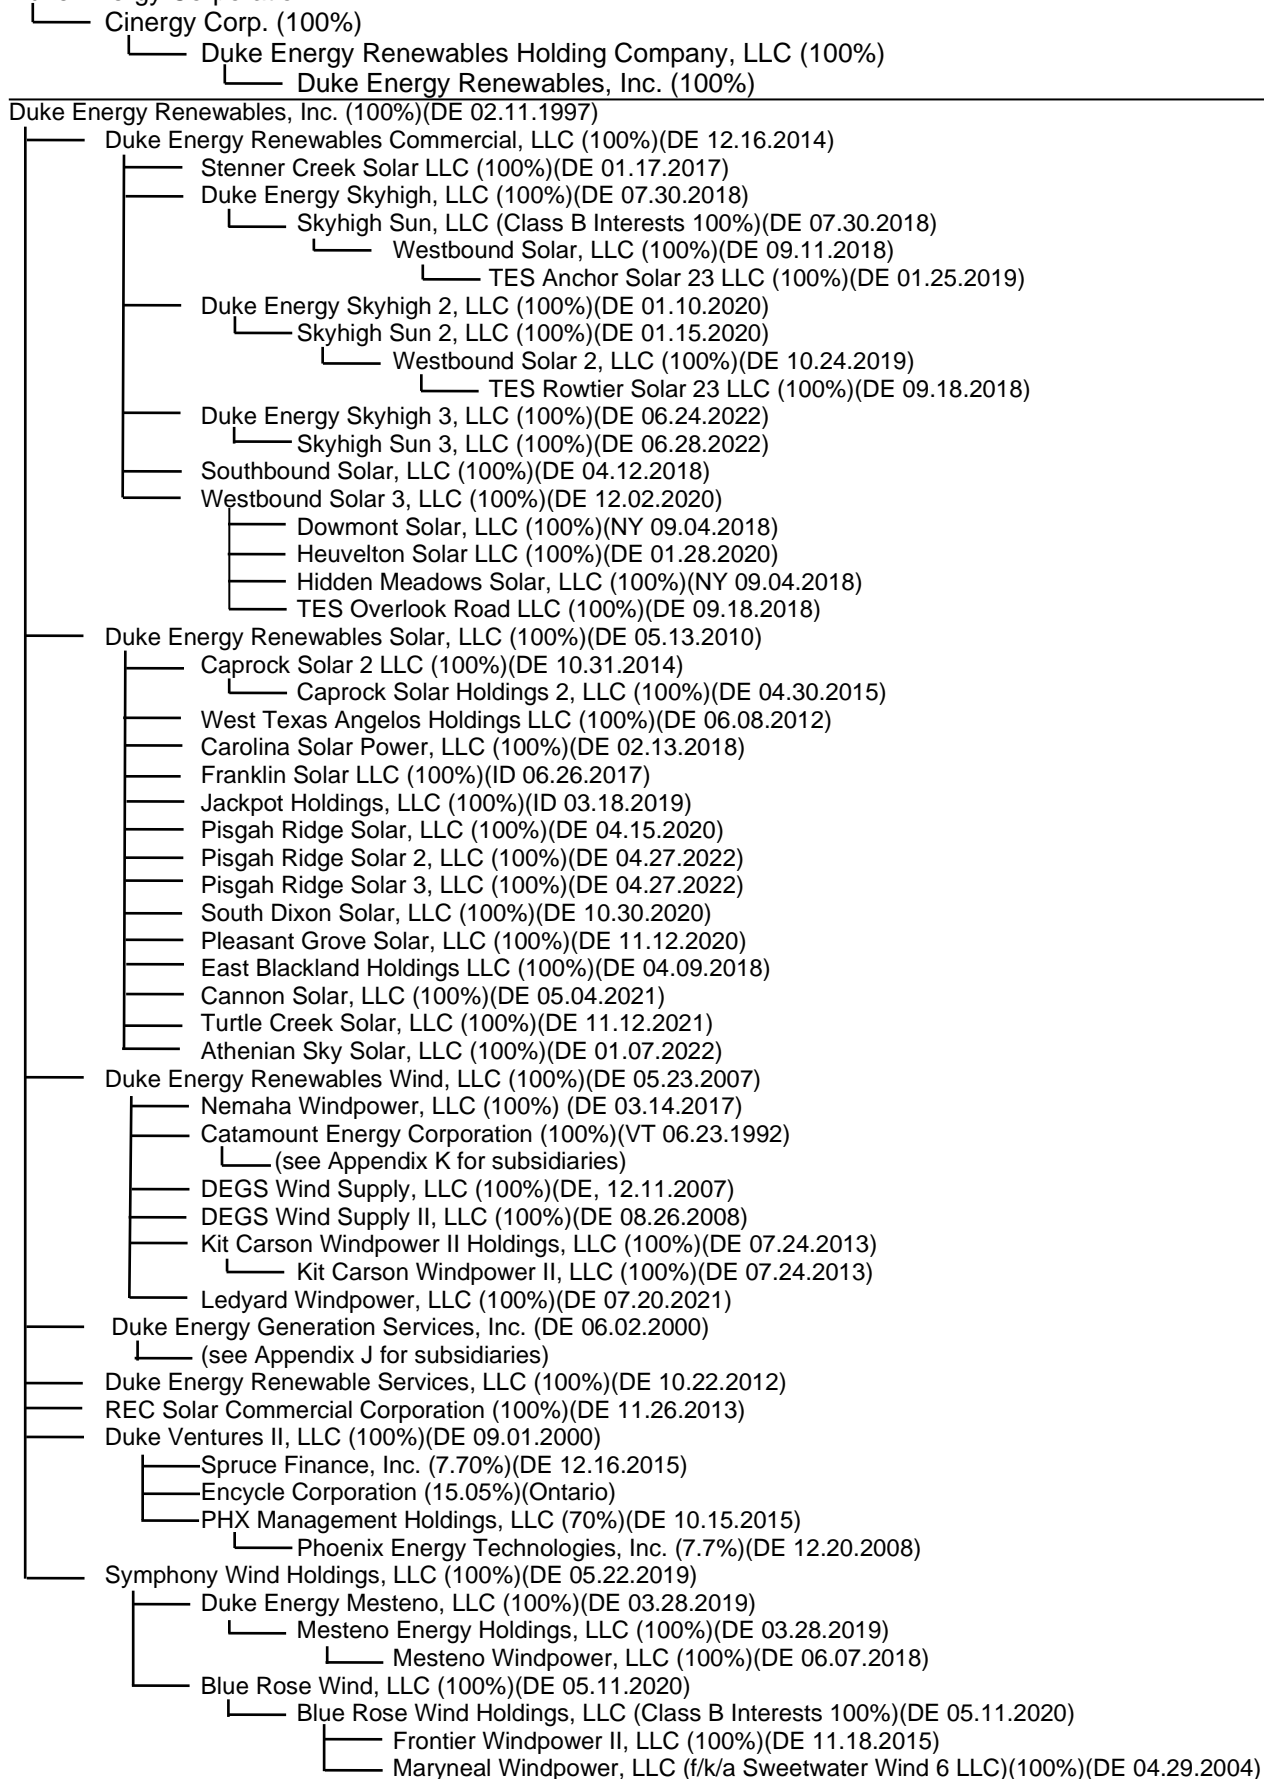 Cinergy Corp. (100%)
Duke Energy Renewables Holding Company, LLC (100%)
Duke Energy Renewables, Inc. (100%)
Duke Energy Renewables, Inc. (100%)(DE 02.11.1997)
Duke Energy Renewables Commercial, LLC (100%)(DE 12.16.2014)
Stenner Creek Solar LLC (100%)(DE 01.17.2017)
Duke Energy Skyhigh, LLC (100%)(DE 07.30.2018)
Skyhigh Sun, LLC (Class B Interests 100%)(DE 07.30.2018)
Westbound Solar, LLC (100%)(DE 09.11.2018)
TES Anchor Solar 23 LLC (100%)(DE 01.25.2019)
Duke Energy Skyhigh 2, LLC (100%)(DE 01.10.2020)
Skyhigh Sun 2, LLC (100%)(DE 01.15.2020)
Westbound Solar 2, LLC (100%)(DE 10.24.2019)
TES Rowtier Solar 23 LLC (100%)(DE 09.18.2018)
Duke Energy Skyhigh 3, LLC (100%)(DE 06.24.2022)
Skyhigh Sun 3, LLC (100%)(DE 06.28.2022)
Southbound Solar, LLC (100%)(DE 04.12.2018)
Westbound Solar 3, LLC (100%)(DE 12.02.2020)
Dowmont Solar, LLC (100%)(NY 09.04.2018)
Heuvelton Solar LLC (100%)(DE 01.28.2020)
Hidden Meadows Solar, LLC (100%)(NY 09.04.2018)
TES Overlook Road LLC (100%)(DE 09.18.2018)
Duke Energy Renewables Solar, LLC (100%)(DE 05.13.2010)
Caprock Solar 2 LLC (100%)(DE 10.31.2014)
Caprock Solar Holdings 2, LLC (100%)(DE 04.30.2015)
West Texas Angelos Holdings LLC (100%)(DE 06.08.2012)
Carolina Solar Power, LLC (100%)(DE 02.13.2018)
Franklin Solar LLC (100%)(ID 06.26.2017)
Jackpot Holdings, LLC (100%)(ID 03.18.2019)
Pisgah Ridge Solar, LLC (100%)(DE 04.15.2020)
Pisgah Ridge Solar 2, LLC (100%)(DE 04.27.2022)
Pisgah Ridge Solar 3, LLC (100%)(DE 04.27.2022)
South Dixon Solar, LLC (100%)(DE 10.30.2020)
Pleasant Grove Solar, LLC (100%)(DE 11.12.2020)
East Blackland Holdings LLC (100%)(DE 04.09.2018)
Cannon Solar, LLC (100%)(DE 05.04.2021)
Turtle Creek Solar, LLC (100%)(DE 11.12.2021)
Athenian Sky Solar, LLC (100%)(DE 01.07.2022)
Duke Energy Renewables Wind, LLC (100%)(DE 05.23.2007)
Nemaha Windpower, LLC (100%) (DE 03.14.2017)
Catamount Energy Corporation (100%)(VT 06.23.1992)
(see Appendix K for subsidiaries)
DEGS Wind Supply, LLC (100%)(DE, 12.11.2007)
DEGS Wind Supply II, LLC (100%)(DE 08.26.2008)
Kit Carson Windpower II Holdings, LLC (100%)(DE 07.24.2013)
Kit Carson Windpower II, LLC (100%)(DE 07.24.2013)
Ledyard Windpower, LLC (100%)(DE 07.20.2021)
Duke Energy Generation Services, Inc. (DE 06.02.2000)
(see Appendix J for subsidiaries)
Duke Energy Renewable Services, LLC (100%)(DE 10.22.2012)
REC Solar Commercial Corporation (100%)(DE 11.26.2013)
Duke Ventures II, LLC (100%)(DE 09.01.2000)
Spruce Finance, Inc. (7.70%)(DE 12.16.2015)
Encycle Corporation (15.05%)(Ontario)
PHX Management Holdings, LLC (70%)(DE 10.15.2015)
Phoenix Energy Technologies, Inc. (7.7%)(DE 12.20.2008)
Symphony Wind Holdings, LLC (100%)(DE 05.22.2019)
Duke Energy Mesteno, LLC (100%)(DE 03.28.2019)
Mesteno Energy Holdings, LLC (100%)(DE 03.28.2019)
Mesteno Windpower, LLC (100%)(DE 06.07.2018)
Blue Rose Wind, LLC (100%)(DE 05.11.2020)
Blue Rose Wind Holdings, LLC (Class B Interests 100%)(DE 05.11.2020)
Frontier Windpower II, LLC (100%)(DE 11.18.2015)
Maryneal Windpower, LLC (f/k/a Sweetwater Wind 6 LLC)(100%)(DE 04.29.2004)